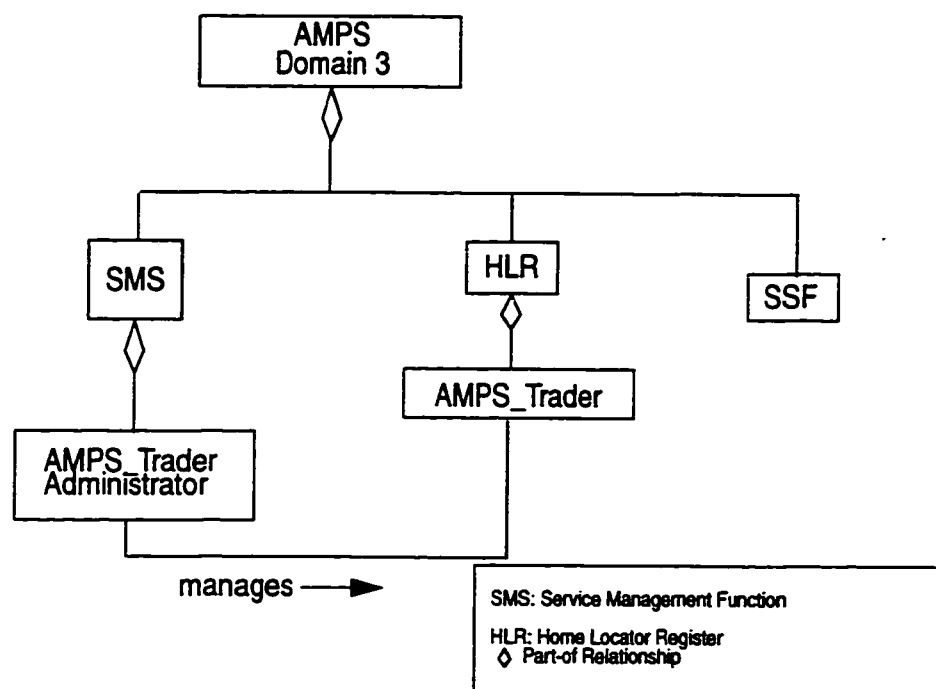 AMPS
Domain 3
SMS
HLR
SSF
AMPS_Trader
AMPS_Trader
Administrator
manages
SMS: Service Management Function
HLR: Home Locator Register
Part-of Relationship